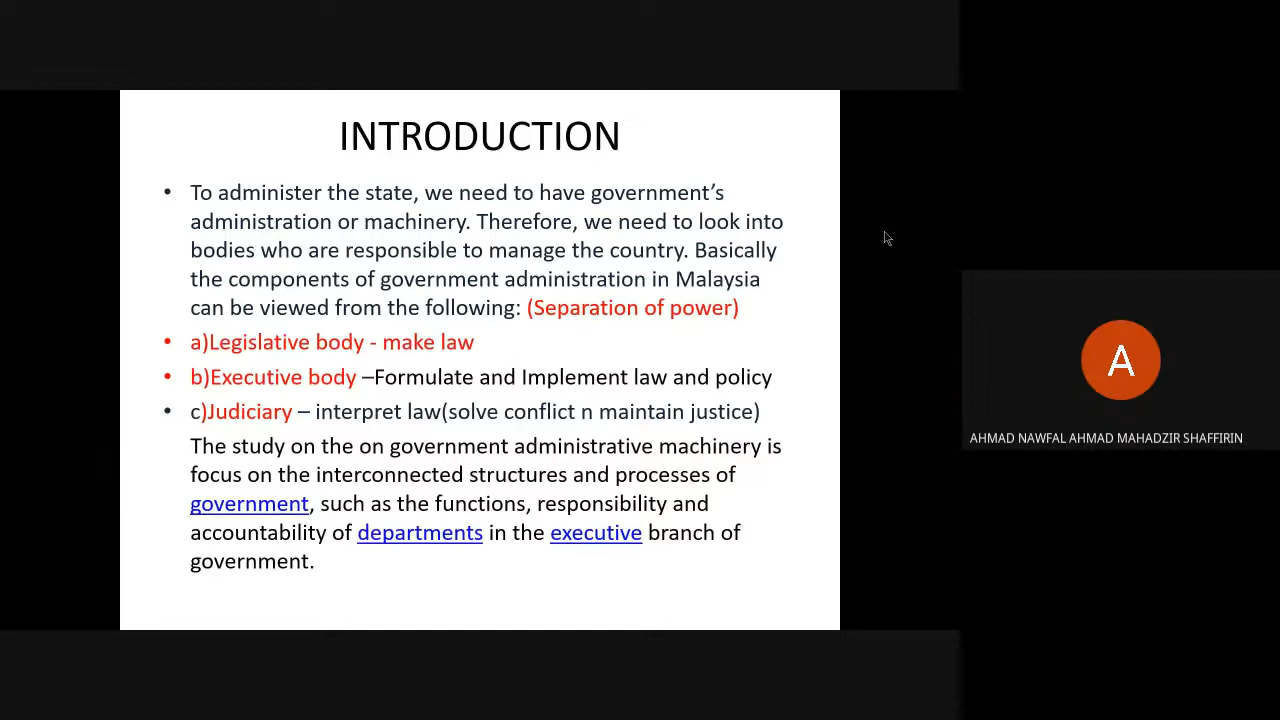 INTRODUCTION
• To administer the state, we need to have government’s
administration or machinery. Therefore, we need to look into
bodies who are responsible to manage the country. Basically
the components of government administration in Malaysia
can be viewed from the following: (Separation of power)
• a)Legislative body - make law
• b)Executive body –Formulate and Implement law and policy
• c)Judiciary – interpret law(solve conflict n maintain justice)
The study on the on government administrative machinery is
focus on the interconnected structures and processes of
government, such as the functions, responsibility and
accountability of departments in the executive branch of
government.
A
AHMAD NAWFAL AHMAD MAHADZIR SHAFFIRIN